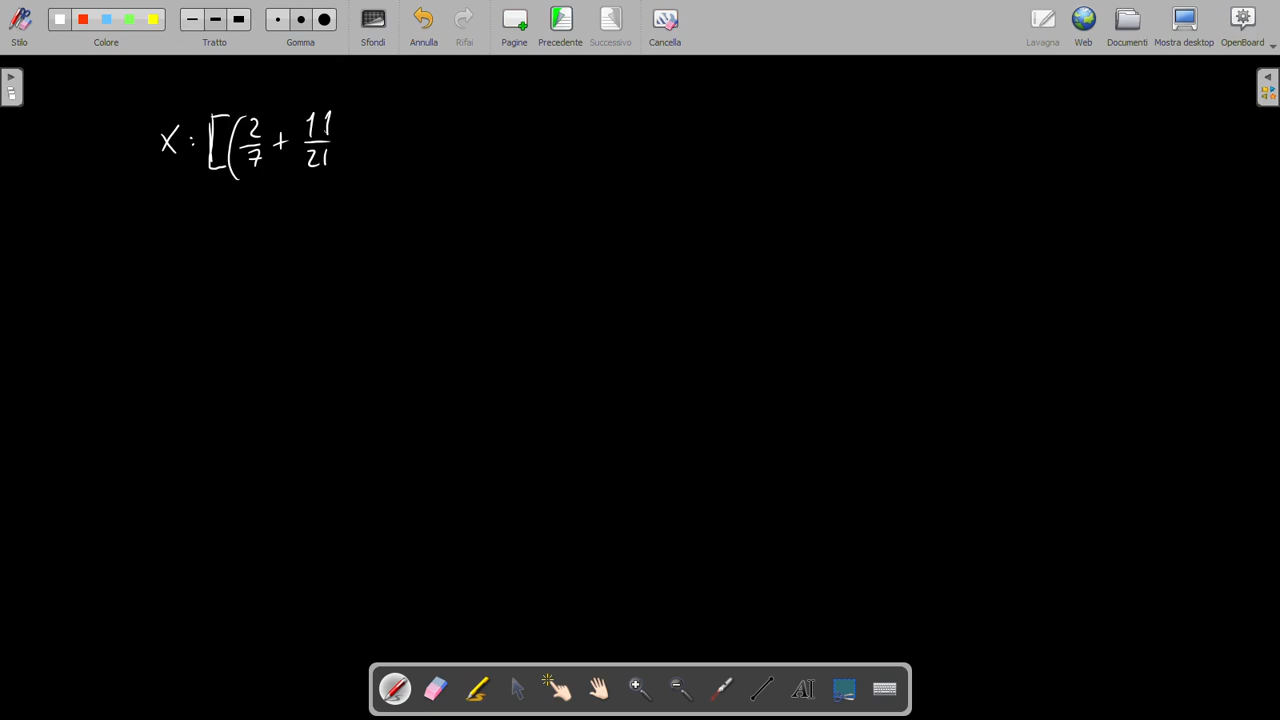 Stilo Colore Tratto Gomma Sfondi Annulla Rifai Pagine Precedente Successivo Cancella Lavagna Web Documenti Mostra desktop OpenBoard
X : [(2/7 + 11/21